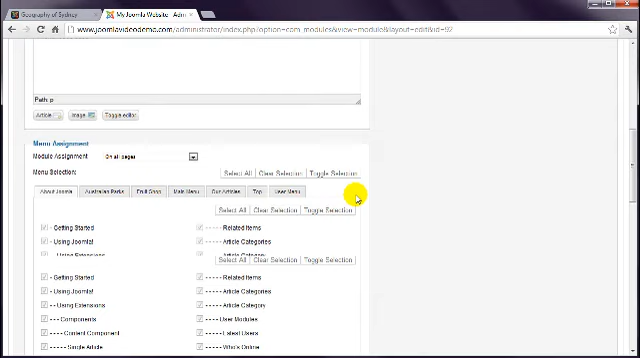 Geography of Sydney
My Joomla Website - Adm
www.joomlavideodemo.com/administrator/index.php?option=com_modules&view=module&layout=edit&id=92
Path: p
Article Image Toggle editor
Menu Assignment
Module Assignment On all pages
Menu Selection: Select All Clear Selection Toggle Selection
About Joomla Australian Parks Fruit Shop Main Menu Our Articles Top User Menu
Select All Clear Selection Toggle Selection
- Getting Started - - - - - Related Items
- Using Joomla! - - - - - Article Categories
Select All Clear Selection Toggle Selection
- Getting Started - - - - - Related Items
- Using Joomla! - - - - - Article Categories
- - Using Extensions - - - - - Article Category
- - - Components - - - - User Modules
- - - - Content Component - - - - - Latest Users
- - - - - Single Article - - - - - Who's Online